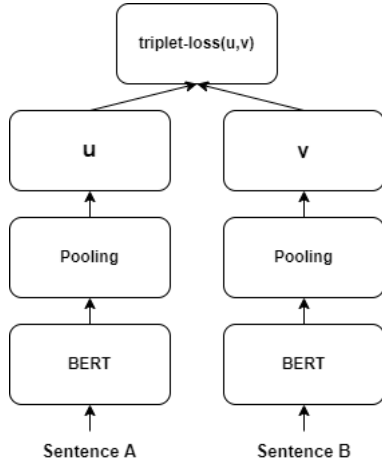 triplet-loss(u,v)
u
v
Pooling
Pooling
BERT
BERT
Sentence A
Sentence B